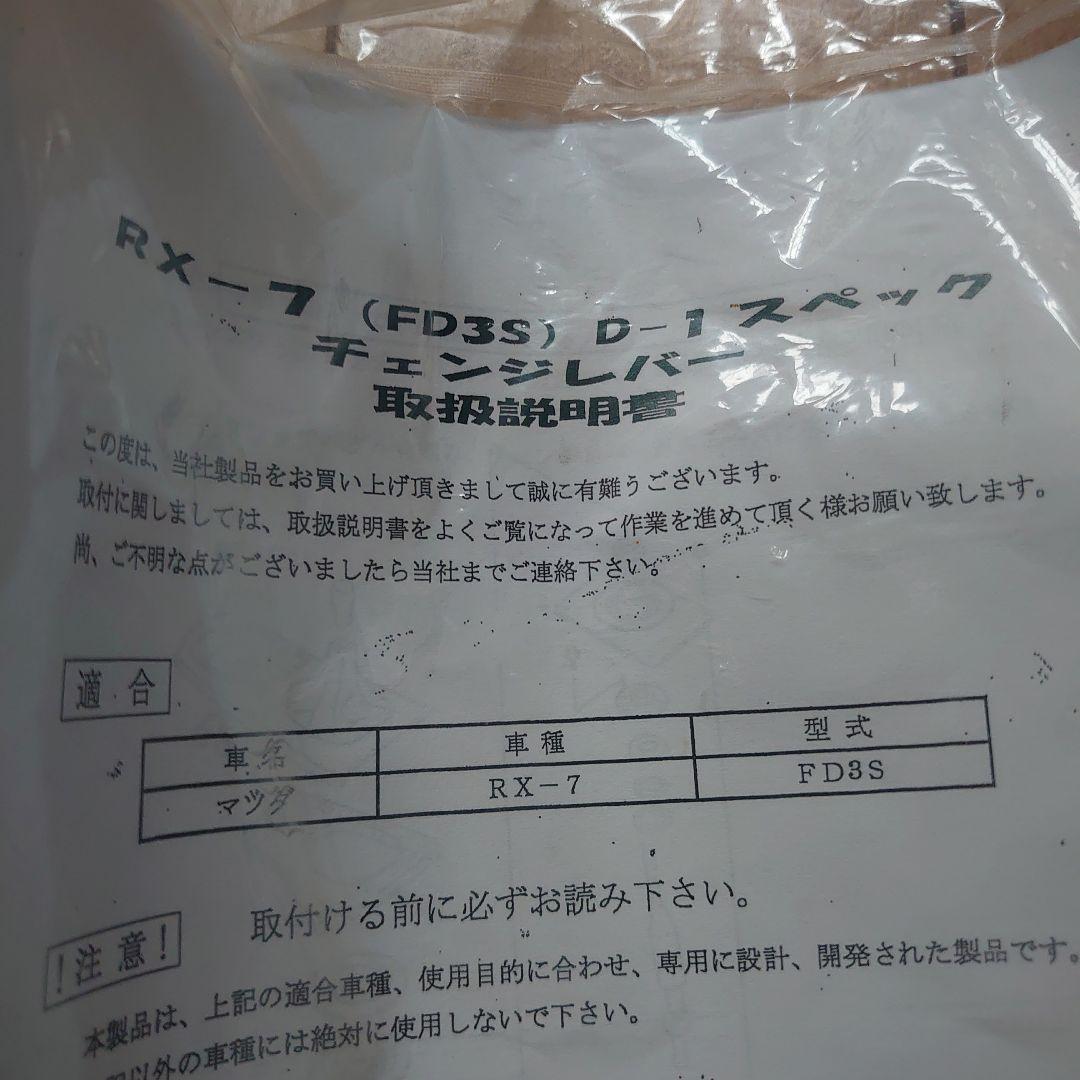 RX-7（FD3S）D-1スペック
チェンジレバー
取扱説明書
この度は、当社製品をお買い上げ頂きまして誠に有難うございます。
取付に関しましては、取扱説明書をよくご覧になって作業を進めて頂く様お願い致します。
尚、ご不明な点がございましたら当社までご連絡下さい。
適 合
車 車種 型式
マツダ RX-7 FD3S
！注意！ 取付ける前に必ずお読み下さい。
本製品は、上記の適合車種、使用目的に合わせ、専用に設計、開発された製品です。
以外の車種には絶対に使用しないで下さい。